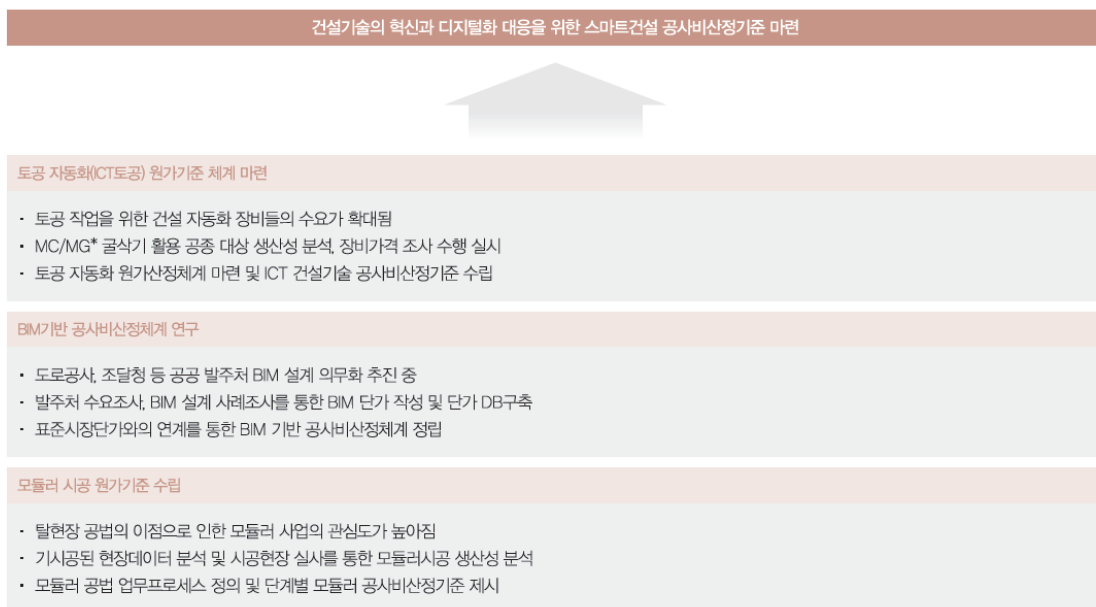 건설기술의 혁신과 디지털화 대응을 위한 스마트건설 공사비산정기준 마련
토공 자동화(ICT토공) 원가기준 체계 마련
· 토공 작업을 위한 건설 자동화 장비들의 수요가 확대됨
· MC/MG* 굴삭기 활용 공종 대상 생산성 분석, 장비가격 조사 수행 실시
· 토공 자동화 원가산정체계 마련 및 ICT 건설기술 공사비산정기준 수립
BIM기반 공사비산정체계 연구
· 도로공사, 조달청 등 공공 발주처 BIM 설계 의무화 추진 중
· 발주처 수요조사, BIM 설계 사례조사를 통한 BIM 단가 작성 및 단가 DB구축
· 표준시장단가와의 연계를 통한 BIM 기반 공사비산정체계 정립
모듈러 시공 원가기준 수립
· 탈현장 공법의 이점으로 인한 모듈러 사업의 관심도가 높아짐
· 기시공된 현장데이터 분석 및 시공현장 실사를 통한 모듈러시공 생산성 분석
· 모듈러 공법 업무프로세스 정의 및 단계별 모듈러 공사비산정기준 제시